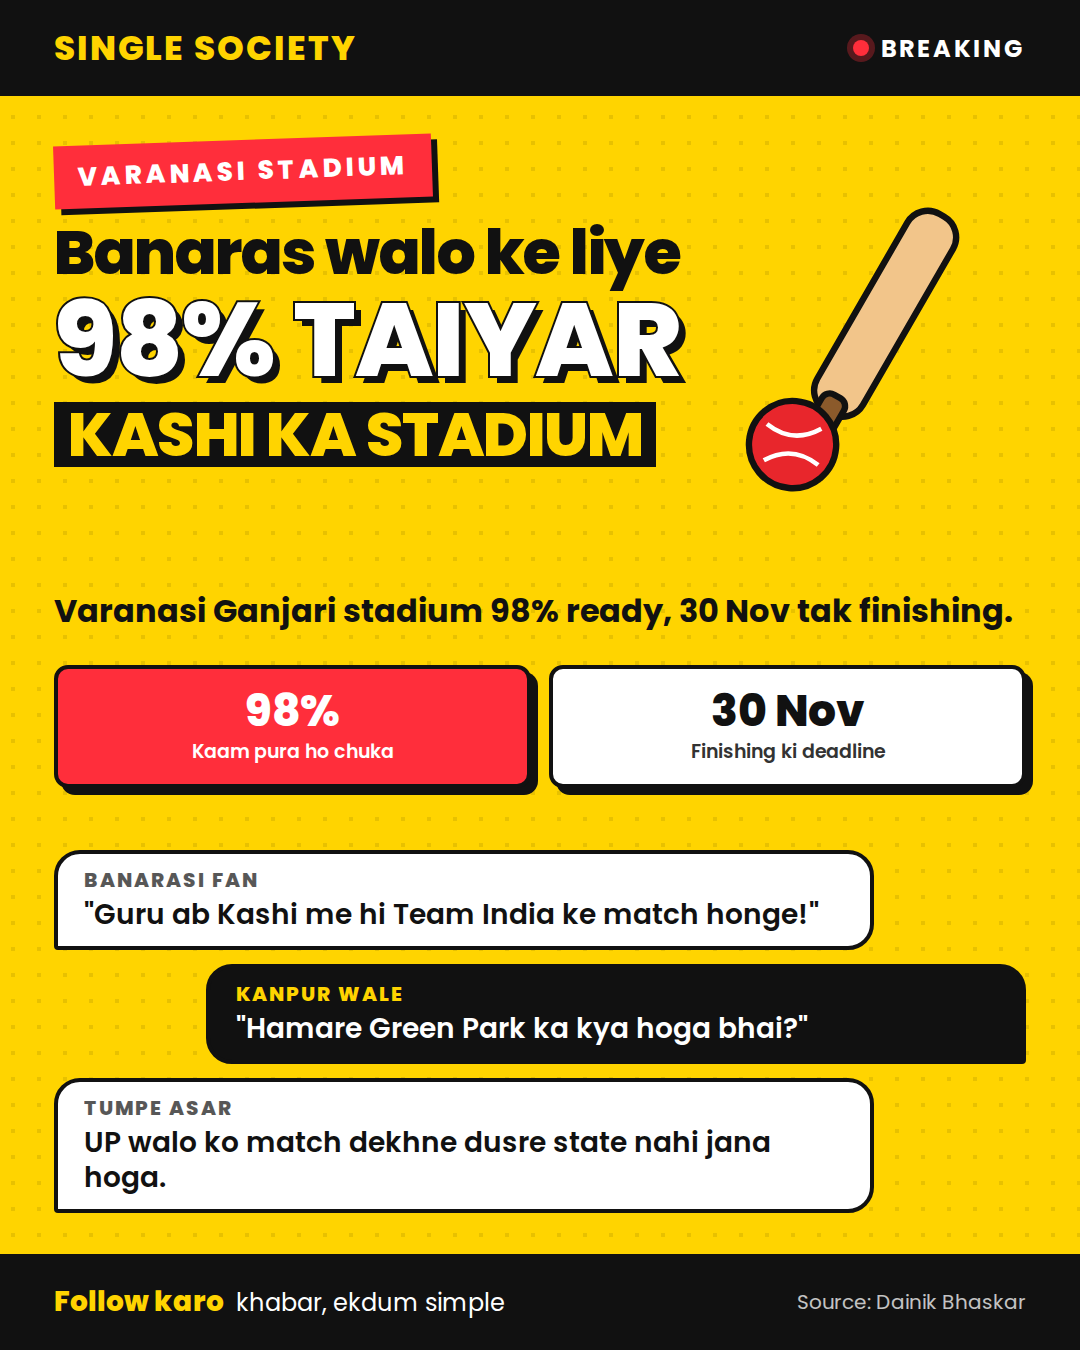 SINGLE SOCIETY
BREAKING
VARANASI STADIUM
Banaras walo ke liye
98% TAIYAR
KASHI KA STADIUM
Varanasi Ganjari stadium 98% ready, 30 Nov tak finishing.
98%
Kaam pura ho chuka
30 Nov
Finishing ki deadline
BANARASI FAN
"Guru ab Kashi me hi Team India ke match honge!"
KANPUR WALE
"Hamare Green Park ka kya hoga bhai?"
TUMPE ASAR
UP walo ko match dekhne dusre state nahi jana
hoga.
Follow karo khabar, ekdum simple
Source: Dainik Bhaskar